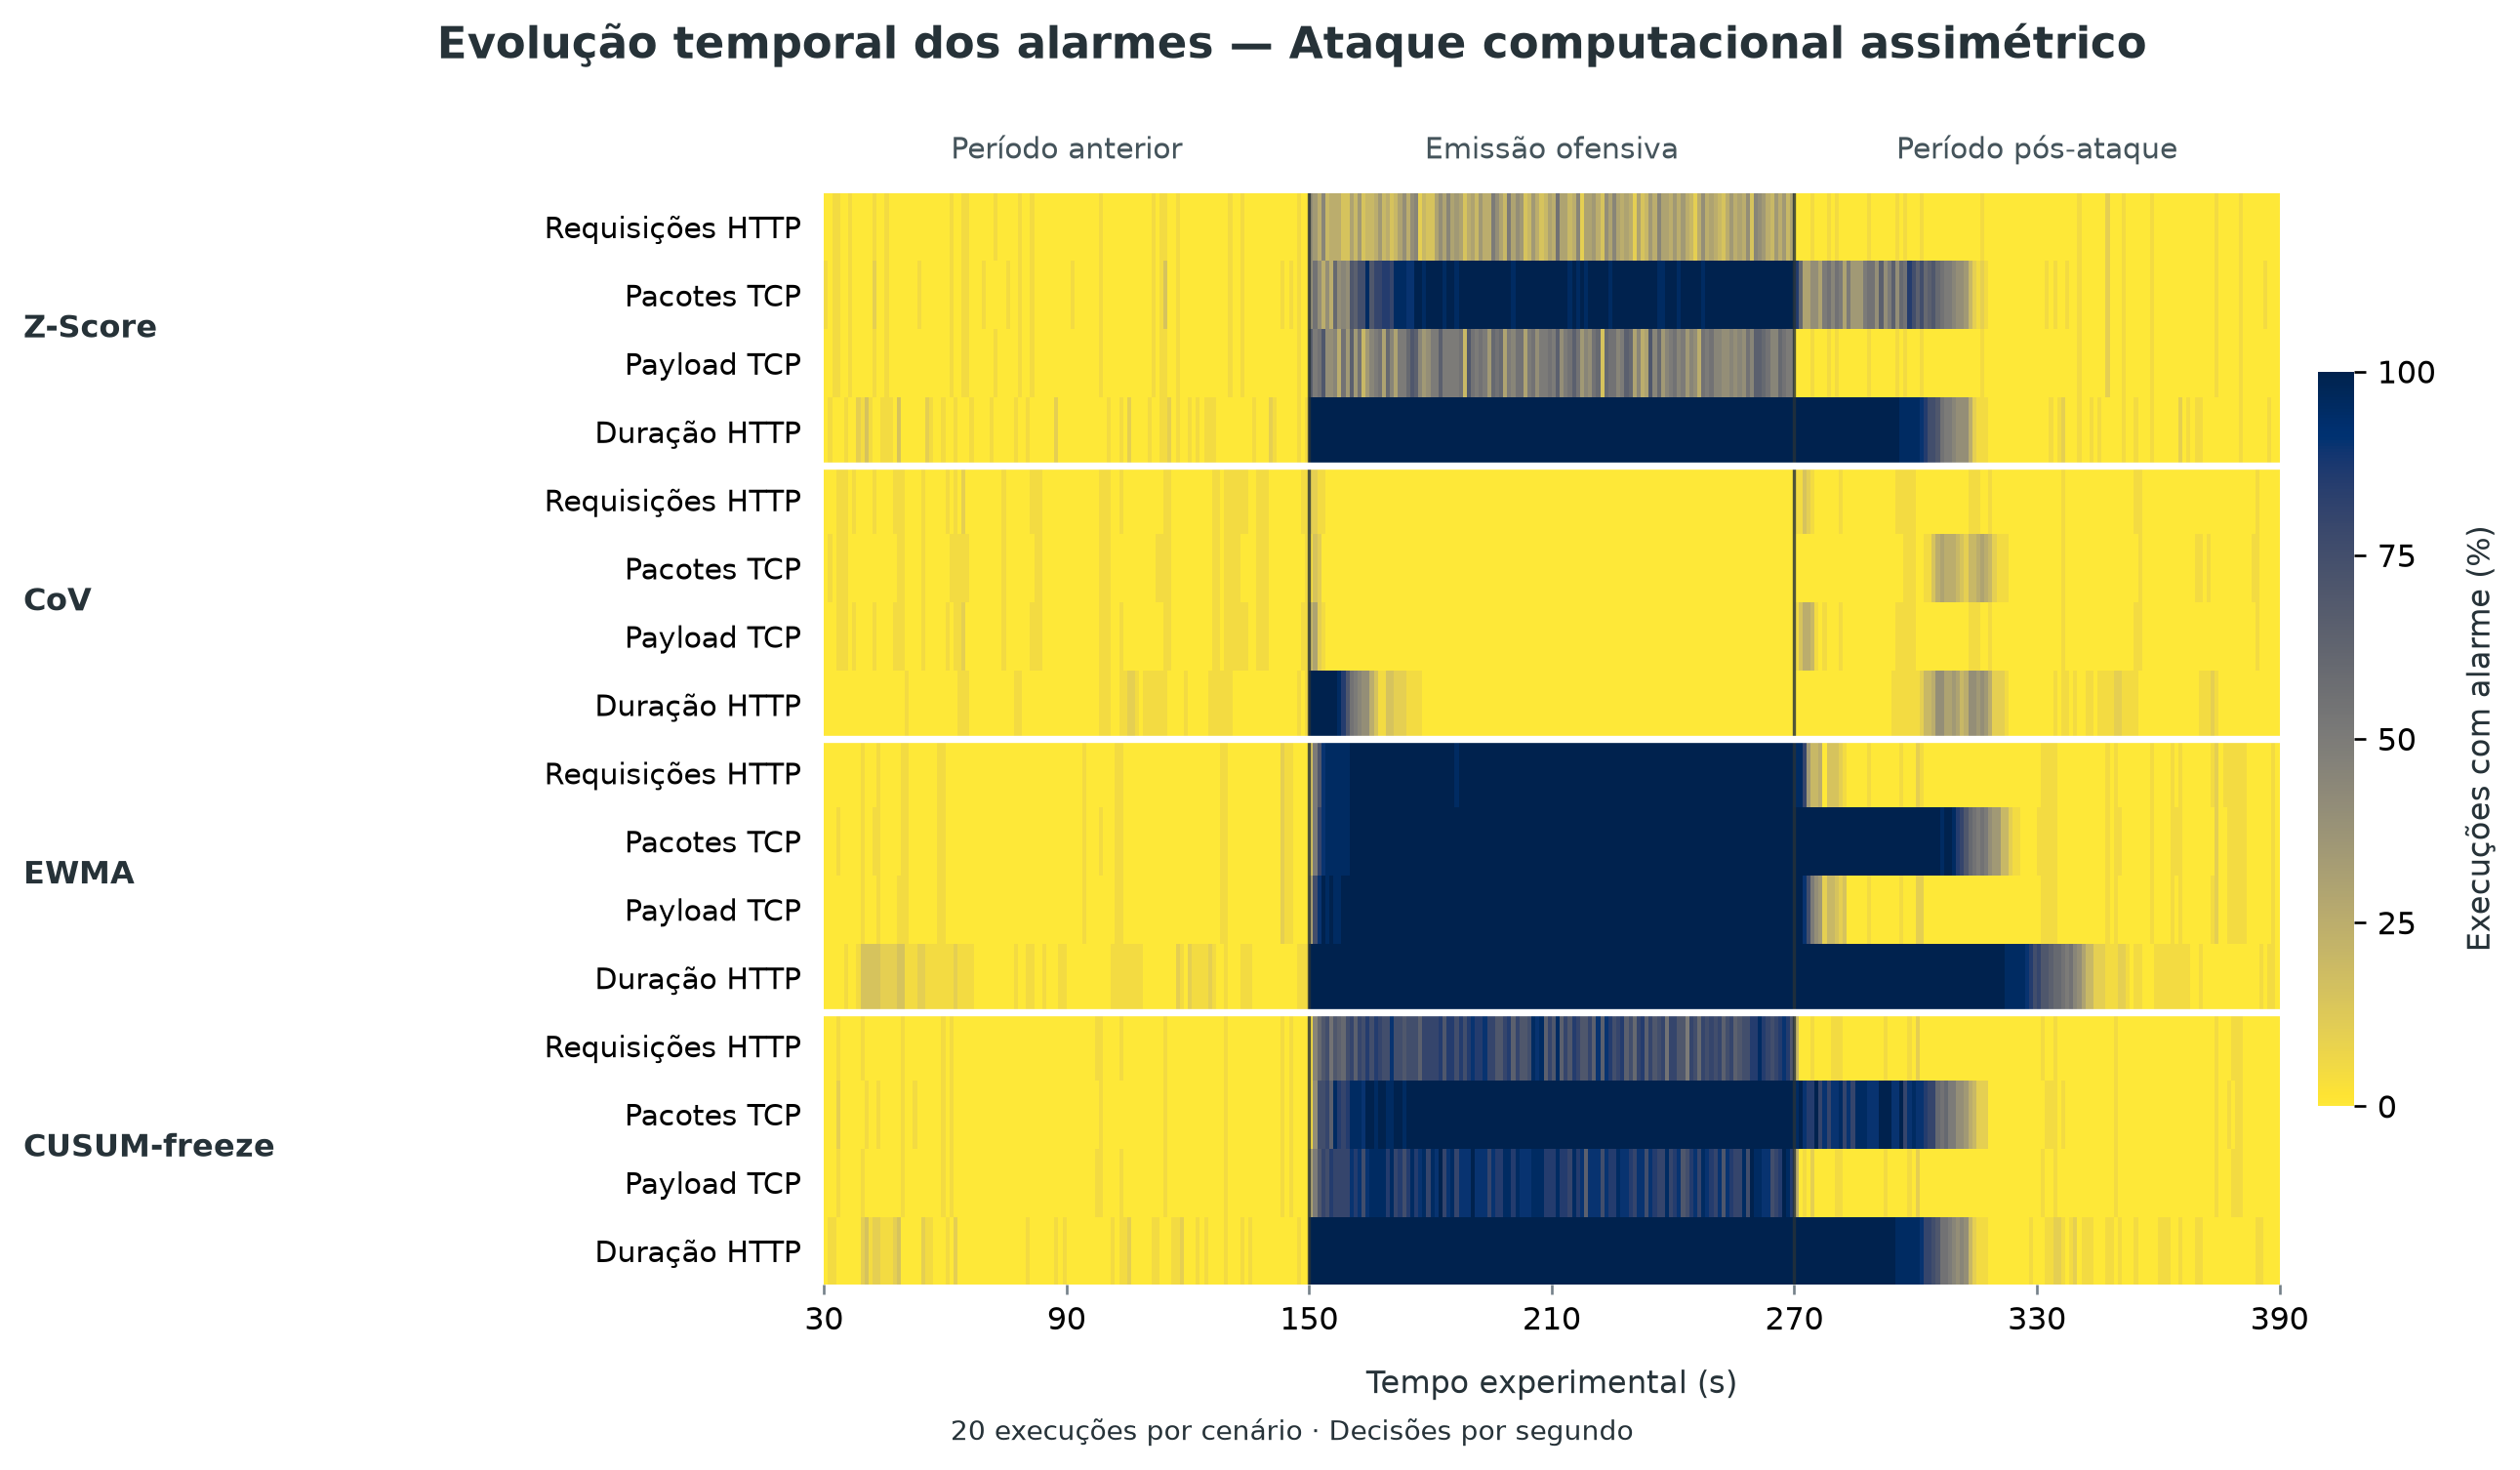 Evolução temporal dos alarmes — Ataque computacional assimétrico
Período anterior
Emissão ofensiva
Período pós-ataque
Z-Score
Requisições HTTP
Pacotes TCP
Payload TCP
Duração HTTP
CoV
Requisições HTTP
Pacotes TCP
Payload TCP
Duração HTTP
EWMA
Requisições HTTP
Pacotes TCP
Payload TCP
Duração HTTP
CUSUM-freeze
Requisições HTTP
Pacotes TCP
Payload TCP
Duração HTTP
30
90
150
210
270
330
390
Tempo experimental (s)
20 execuções por cenário · Decisões por segundo
100
75
50
25
0
Execuções com alarme (%)